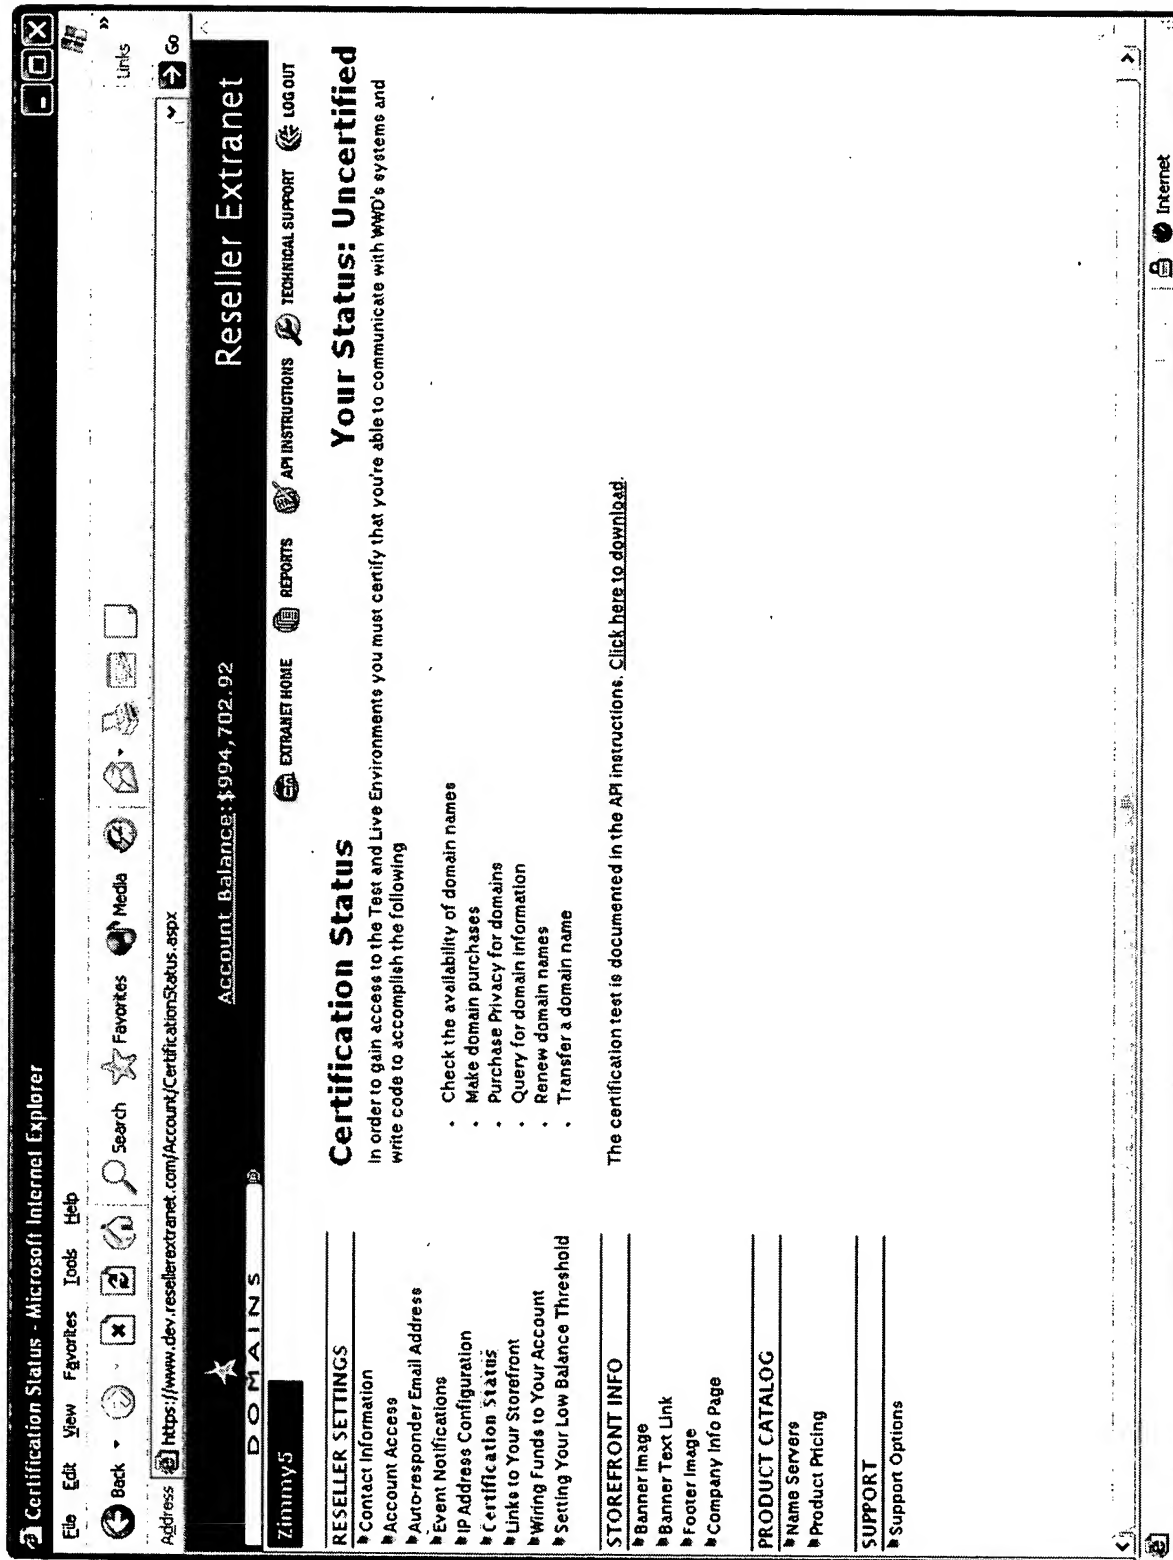 Certification Status - Microsoft Internet Explorer
File Edit View Favorites Tools Help
Back Search Favorites Media
Links »
Address https://www.dev.resellerextranet.com/Account/CertificationStatus.aspx Go
DOMAINS
Account Balance:$994,702.92
Reseller Extranet
Zimmy5
EXTRANET HOME REPORTS API INSTRUCTIONS TECHNICAL SUPPORT LOG OUT
RESELLER SETTINGS
Contact Information
Account Access
Auto-responder Email Address
Event Notifications
IP Address Configuration
Certification Status
Links to Your Storefront
Wiring Funds to Your Account
Setting Your Low Balance Threshold
STOREFRONT INFO
Banner Image
Banner Text Link
Footer Image
Company Info Page
PRODUCT CATALOG
Name Servers
Product Pricing
SUPPORT
Support Options
Certification Status Your Status: Uncertified
In order to gain access to the Test and Live Environments you must certify that you're able to communicate with WWD's systems and
write code to accomplish the following
· Check the availability of domain names
· Make domain purchases
· Purchase Privacy for domains
· Query for domain information
· Renew domain names
· Transfer a domain name
The certification test is documented in the API instructions. Click here to download.
Internet